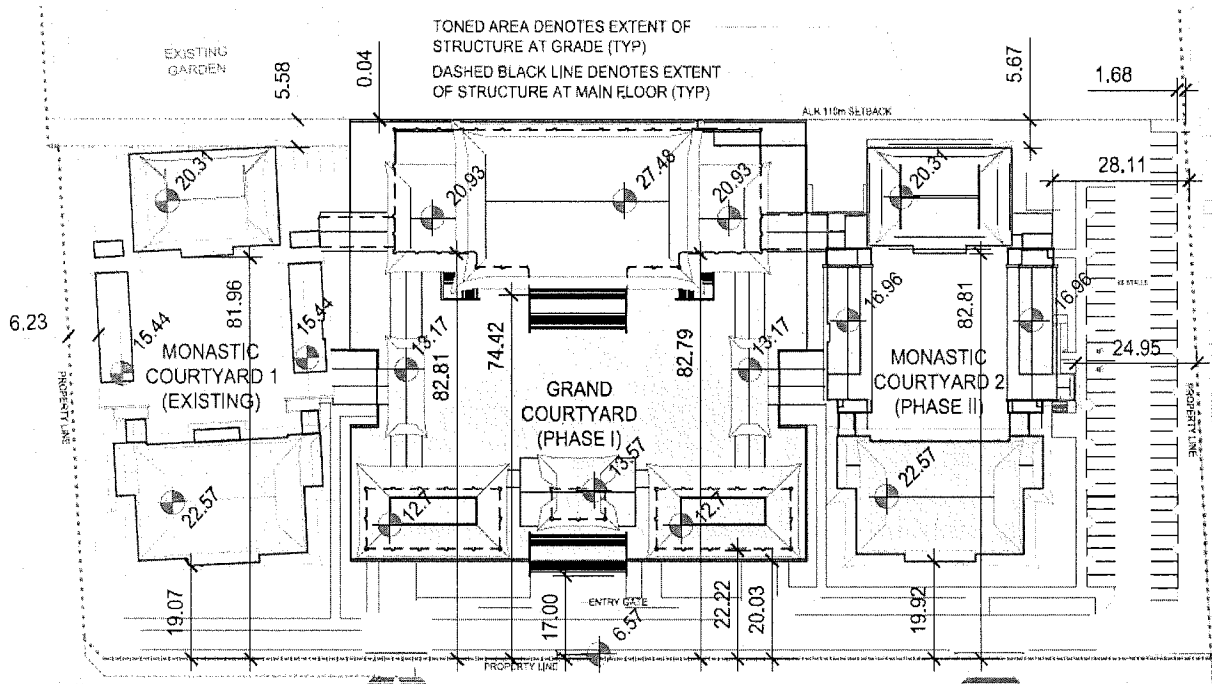 TONED AREA DENOTES EXTENT OF
STRUCTURE AT GRADE (TYP)
DASHED BLACK LINE DENOTES EXTENT
OF STRUCTURE AT MAIN FLOOR (TYP)
EXISTING
GARDEN
5.58
0.04
5.67
1.68
ALR 110m SETBACK
28.11
20.31
20.93
27.48
20.93
20.31
6.23
15.44
81.96
15.44
MONASTIC
COURTYARD 1
(EXISTING)
82.81
13.17
74.42
82.79
13.17
GRAND
COURTYARD
(PHASE I)
16.96
82.81
16.96
MONASTIC
COURTYARD 2
(PHASE II)
24.95
PROPERTY LINE
PROPERTY LINE
22.57
12.7
13.57
12.7
22.57
19.07
17.00
ENTRY GATE
6.57
22.22
20.03
19.92
PROPERTY LINE